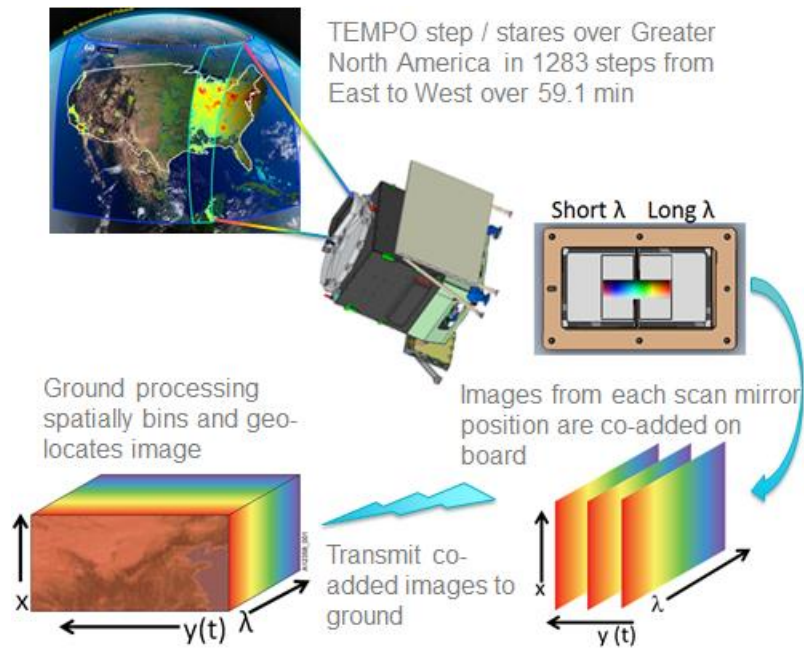 TEMPO step / stares over Greater
North America in 1283 steps from
East to West over 59.1 min
Short λ Long λ
Images from each scan mirror
position are co-added on
board
x
λ
y (t)
Transmit co-
added images to
ground
Ground processing
spatially bins and geo-
locates image
x
y(t)
λ